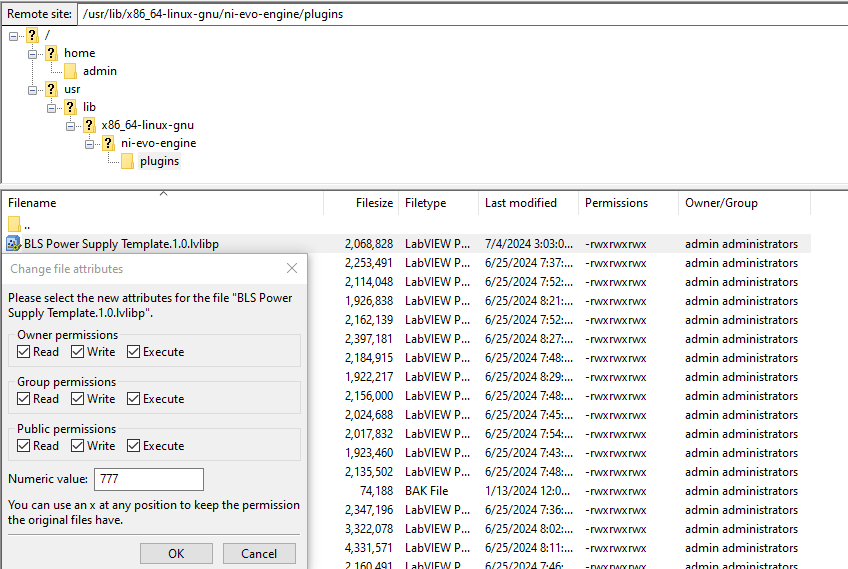 Remote site: /usr/lib/x86_64-linux-gnu/ni-evo-engine/plugins
/
home
admin
usr
lib
x86_64-linux-gnu
ni-evo-engine
plugins
Filename Filesize Filetype Last modified Permissions Owner/Group
..
BLS Power Supply Template.1.0.lvlibp 2,068,828 LabVIEW P... 7/4/2024 3:03:0... -rwxrwxrwx admin administrators
2,253,491 LabVIEW P... 6/25/2024 7:37:... -rwxrwxrwx admin administrators
2,114,048 LabVIEW P... 6/25/2024 7:52:... -rwxrwxrwx admin administrators
1,926,838 LabVIEW P... 6/25/2024 8:21:... -rwxrwxrwx admin administrators
2,162,139 LabVIEW P... 6/25/2024 7:52:... -rwxrwxrwx admin administrators
2,397,181 LabVIEW P... 6/25/2024 8:27:... -rwxrwxrwx admin administrators
2,184,915 LabVIEW P... 6/25/2024 7:48:... -rwxrwxrwx admin administrators
1,922,217 LabVIEW P... 6/25/2024 8:29:... -rwxrwxrwx admin administrators
2,156,000 LabVIEW P... 6/25/2024 7:48:... -rwxrwxrwx admin administrators
2,024,688 LabVIEW P... 6/25/2024 7:45:... -rwxrwxrwx admin administrators
2,017,832 LabVIEW P... 6/25/2024 7:54:... -rwxrwxrwx admin administrators
1,923,460 LabVIEW P... 6/25/2024 7:43:... -rwxrwxrwx admin administrators
2,135,502 LabVIEW P... 6/25/2024 7:48:... -rwxrwxrwx admin administrators
74,188 BAK File 1/13/2024 12:0... -rwxrwxrwx admin administrators
2,347,196 LabVIEW P... 6/25/2024 7:36:... -rwxrwxrwx admin administrators
3,322,078 LabVIEW P... 6/25/2024 8:02:... -rwxrwxrwx admin administrators
4,331,571 LabVIEW P... 6/25/2024 8:11:... -rwxrwxrwx admin administrators
2,160,491 LabVIEW P... 6/25/2024 7:46:... -rwxrwxrwx admin administrators
Change file attributes
Please select the new attributes for the file "BLS Power
Supply Template.1.0.lvlibp".
Owner permissions
Read Write Execute
Group permissions
Read Write Execute
Public permissions
Read Write Execute
Numeric value: 777
You can use an x at any position to keep the permission
the original files have.
OK Cancel